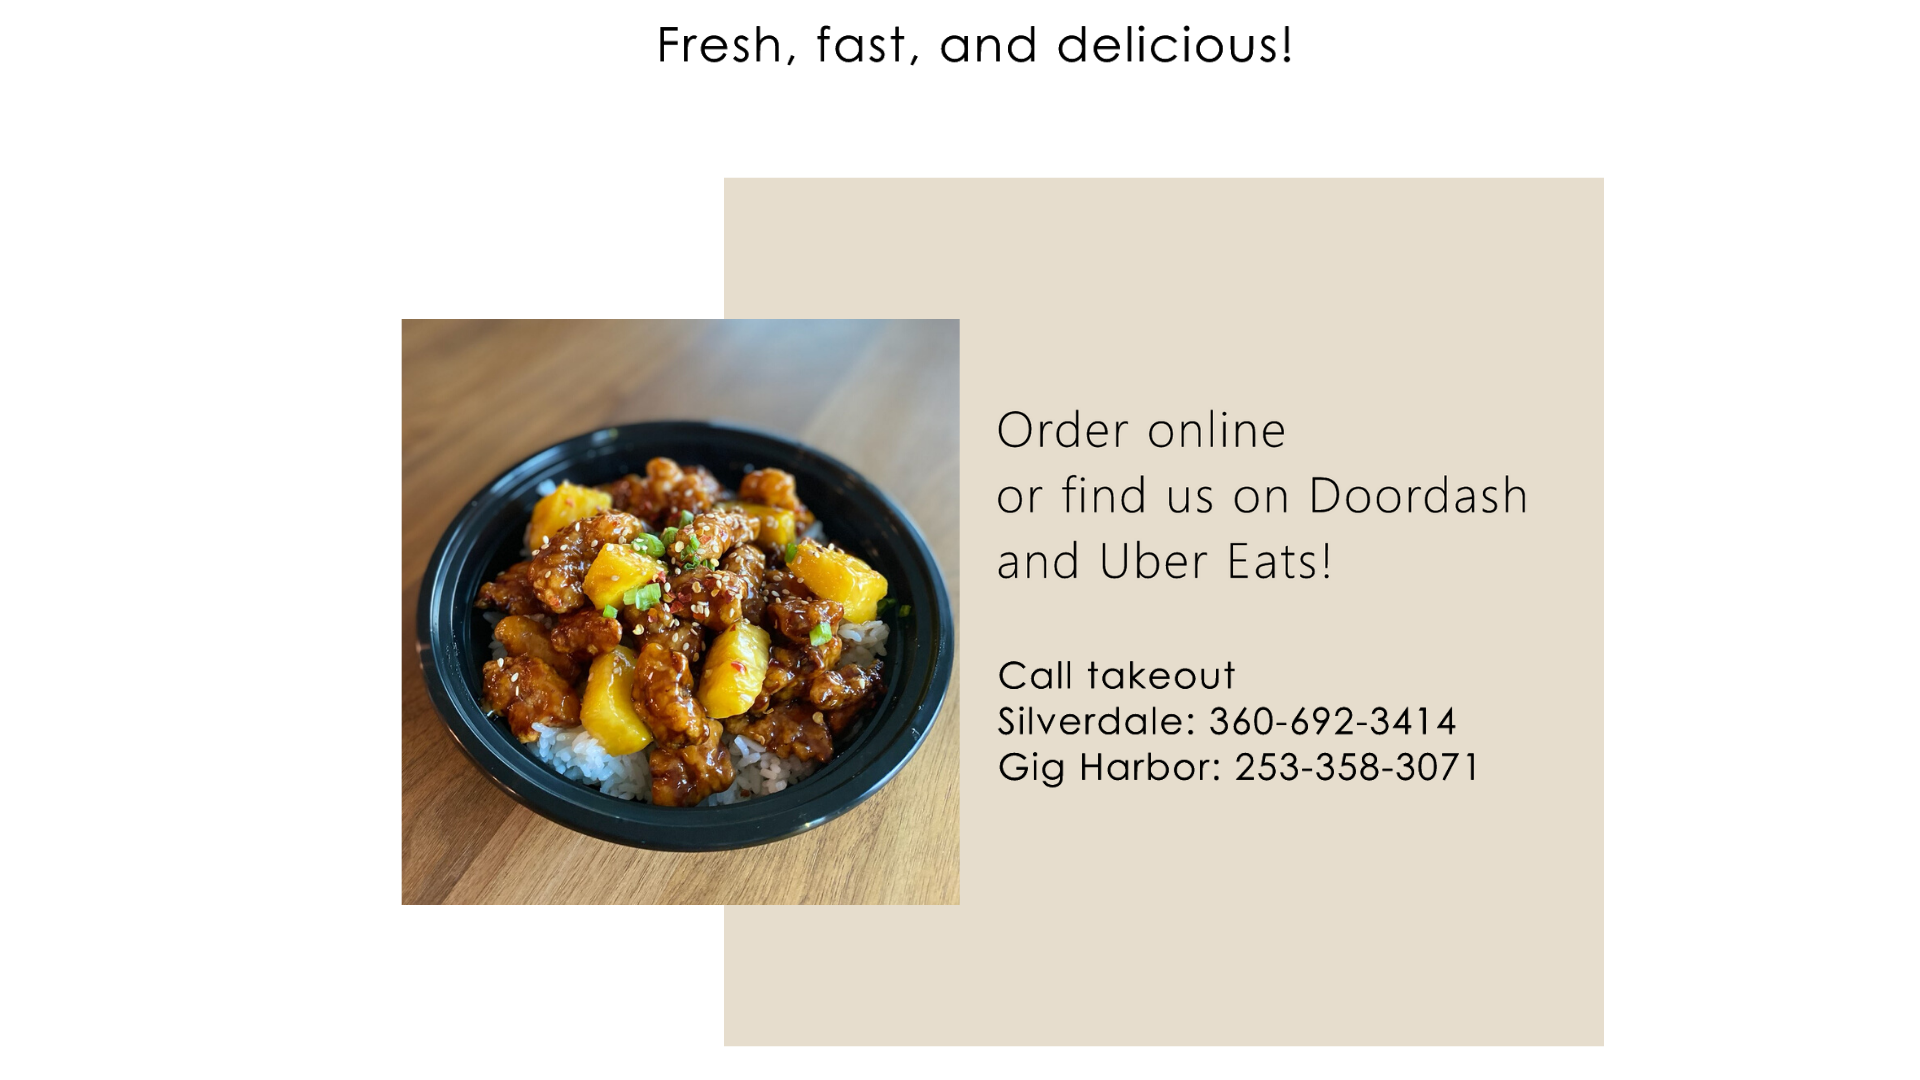 Fresh, fast, and delicious!
Order online
or find us on Doordash
and Uber Eats!
Call takeout
Silverdale: 360-692-3414
Gig Harbor: 253-358-3071